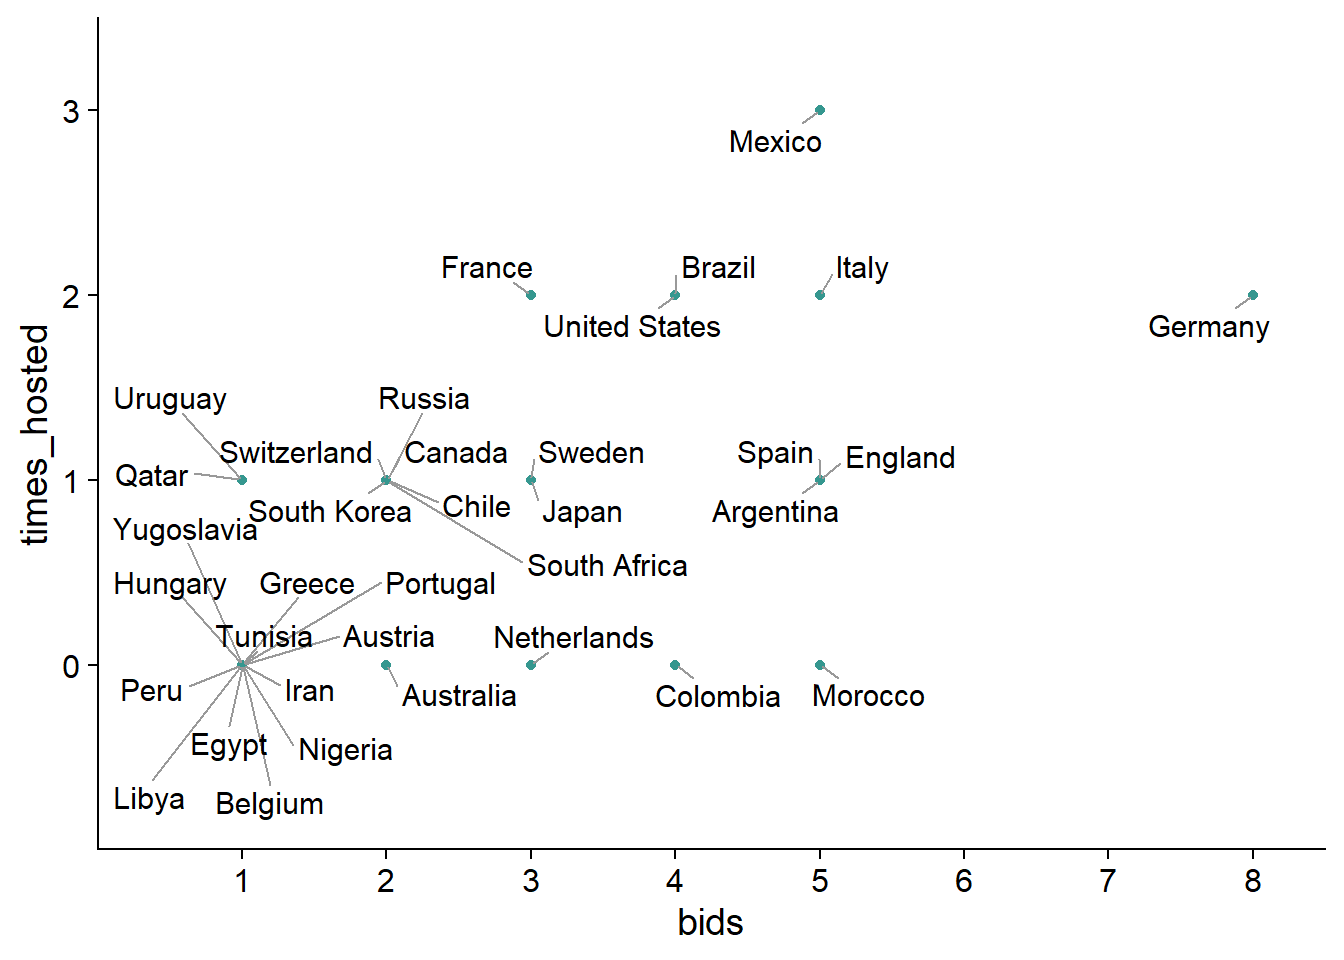 3
Mexico
France
Brazil
Italy
2
United States
Germany
times_hosted
Uruguay
Russia
Switzerland
Canada
Sweden
Spain
England
Qatar
1
South Korea
Chile
Japan
Argentina
Yugoslavia
South Africa
Hungary
Greece
Portugal
Tunisia
Austria
Netherlands
0
Peru
Iran
Australia
Colombia
Morocco
Egypt
Nigeria
Libya
Belgium
1 2 3 4 5 6 7 8
bids